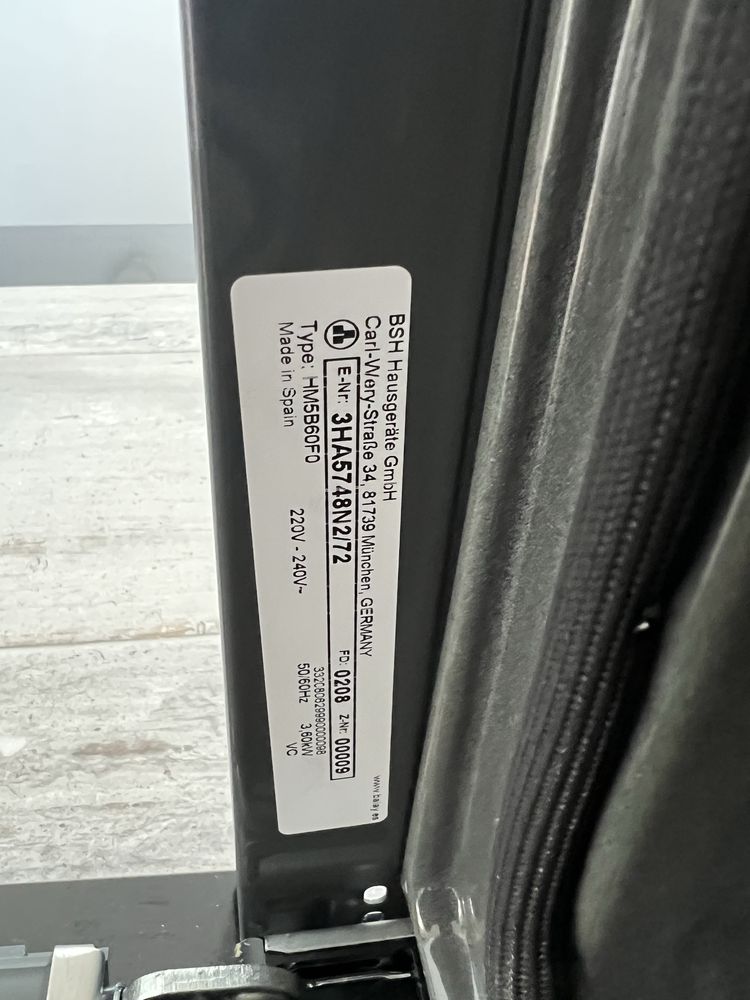 BSH Hausgeräte GmbH
Carl-Wery-Straße 34, 81739 München, GERMANY
www.balay.es
E-Nr: 3HA5748N2/72 FD: 0208 Z-Nr: 00009
332080629990000098
Type: HM5B60F0 220V - 240V~ 50/60Hz 3,60kW
Made in Spain VC